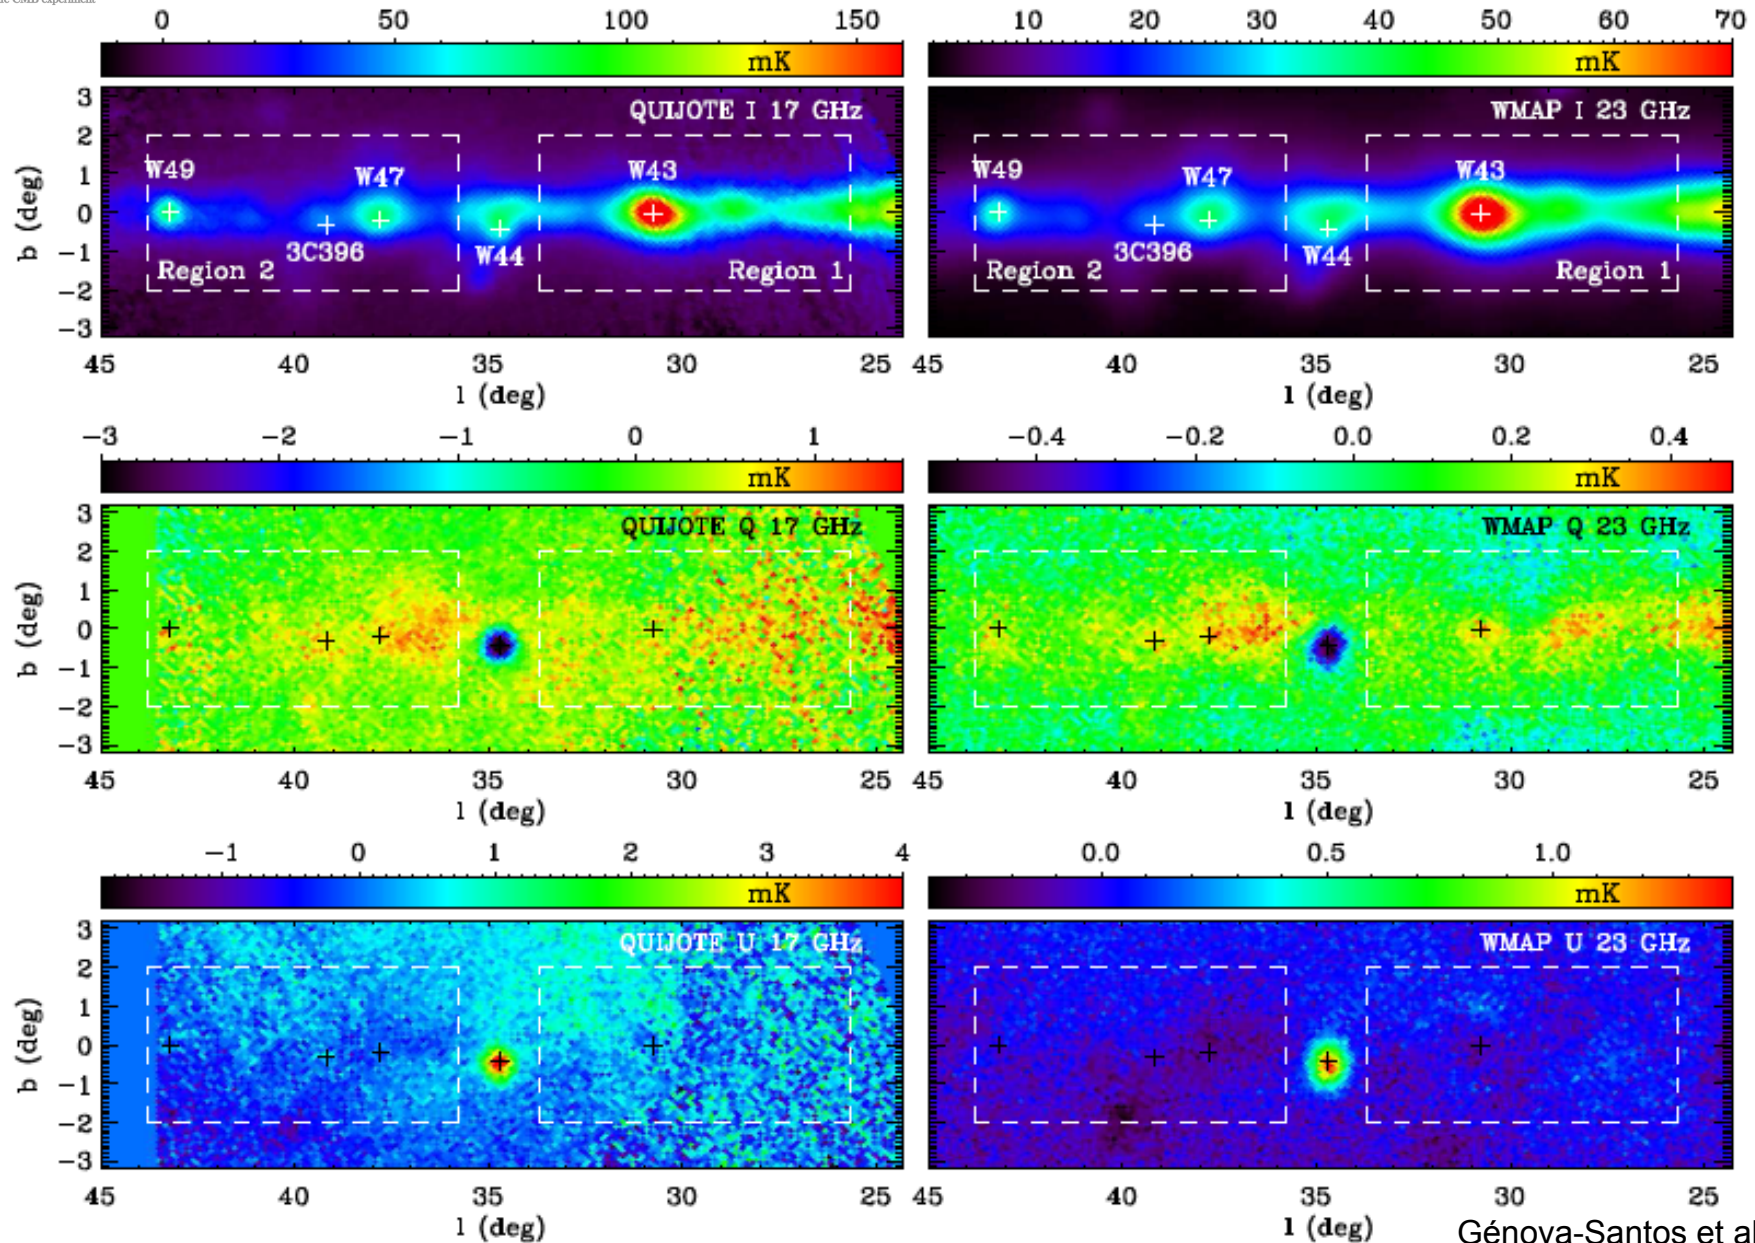 0 50 100 150
mK
10 20 30 40 50 60 70
mK
3
2
1
0
−1
−2
−3
b (deg)
QUIJOTE I 17 GHz
W49
W47
W43
3C396
W44
Region 2
Region 1
45 40 35 30 25
l (deg)
WMAP I 23 GHz
W49
W47
W43
3C396
W44
Region 2
Region 1
45 40 35 30 25
l (deg)
−3 −2 −1 0 1
mK
−0.4 −0.2 0.0 0.2 0.4
mK
3
2
1
0
−1
−2
−3
b (deg)
QUIJOTE Q 17 GHz
45 40 35 30 25
l (deg)
WMAP Q 23 GHz
45 40 35 30 25
l (deg)
−1 0 1 2 3 4
mK
0.0 0.5 1.0
mK
3
2
1
0
−1
−2
−3
b (deg)
QUIJOTE U 17 GHz
45 40 35 30 25
l (deg)
WMAP U 23 GHz
45 40 35 30 25
l (deg)
Génova-Santos et al